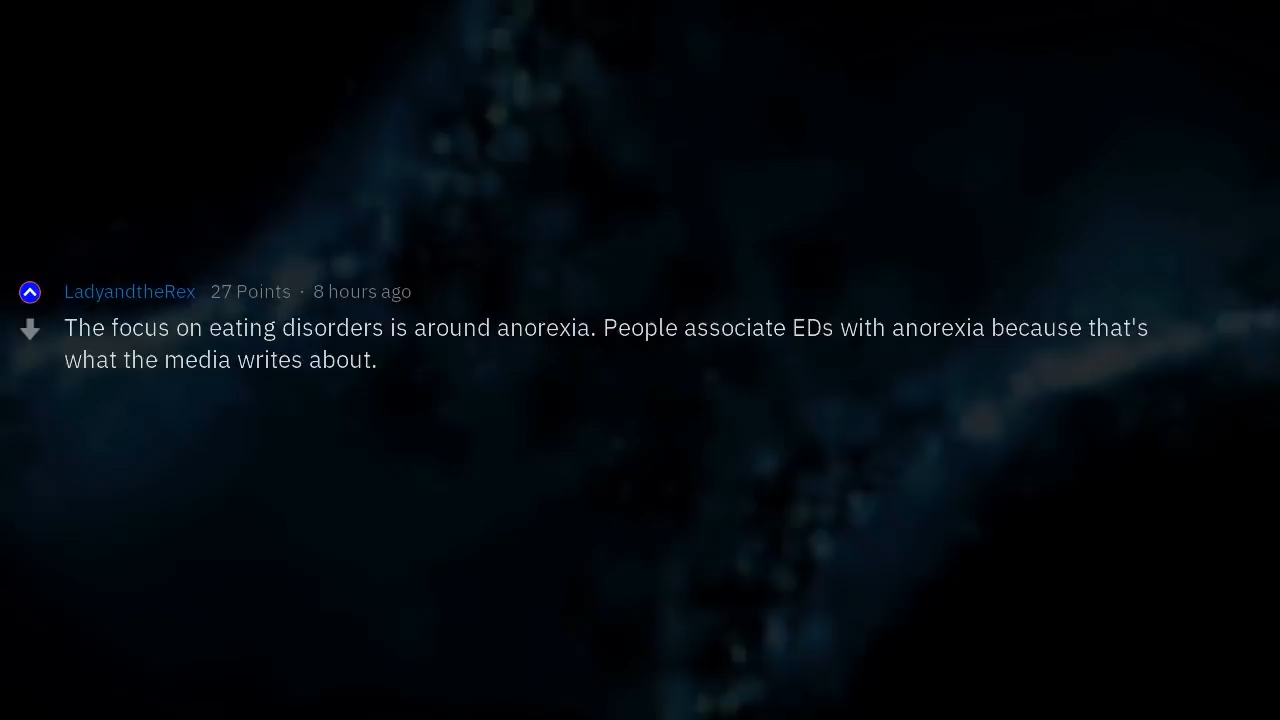 LadyandtheRex 27 Points · 8 hours ago
The focus on eating disorders is around anorexia. People associate EDs with anorexia because that's
what the media writes about.